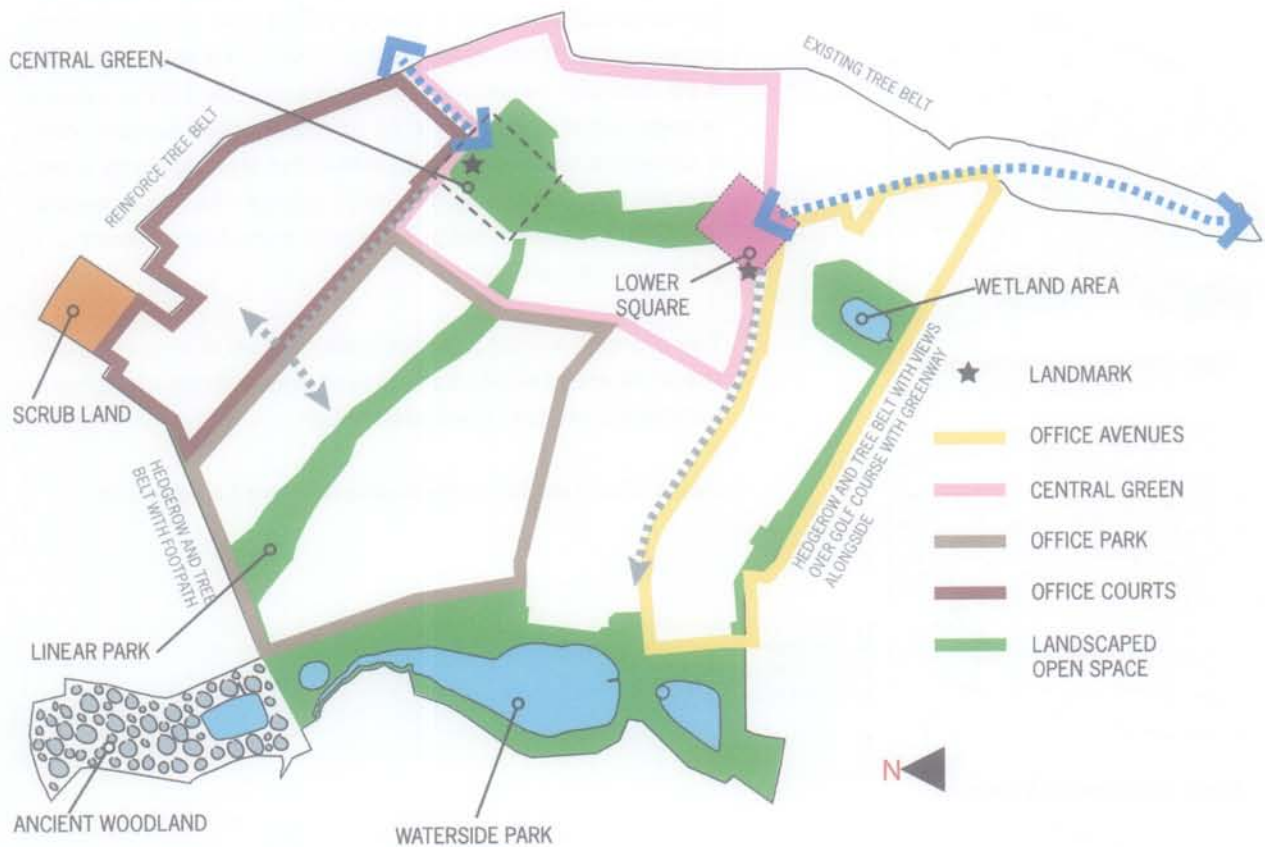 CENTRAL GREEN
EXISTING TREE BELT
REINFORCE TREE BELT
LOWER
SQUARE
WETLAND AREA
SCRUB LAND
HEDGEROW AND TREE
BELT WITH FOOTPATH
HEDGEROW AND TREE BELT WITH VIEWS
OVER GOLF COURSE WITH GREENWAY
ALONGSIDE
LANDMARK
OFFICE AVENUES
CENTRAL GREEN
OFFICE PARK
OFFICE COURTS
LANDSCAPED
OPEN SPACE
LINEAR PARK
N
ANCIENT WOODLAND
WATERSIDE PARK